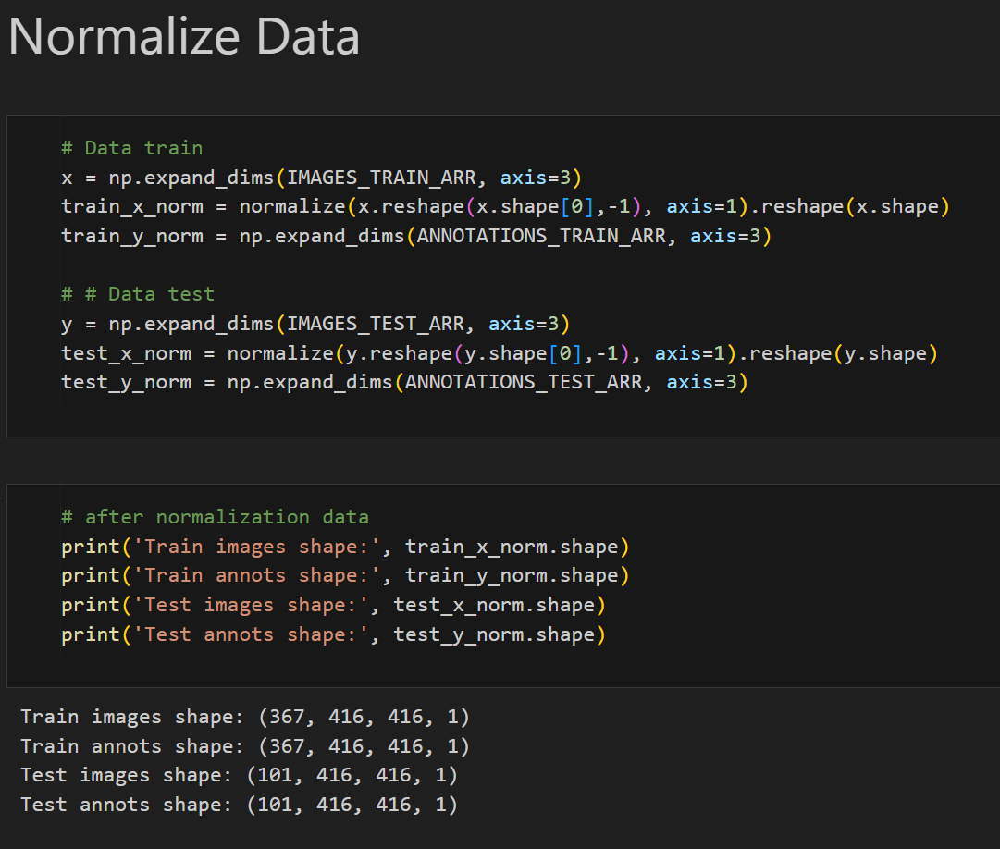 Normalize Data
# Data train
x = np.expand_dims(IMAGES_TRAIN_ARR, axis=3)
train_x_norm = normalize(x.reshape(x.shape[0],-1), axis=1).reshape(x.shape)
train_y_norm = np.expand_dims(ANNOTATIONS_TRAIN_ARR, axis=3)
# # Data test
y = np.expand_dims(IMAGES_TEST_ARR, axis=3)
test_x_norm = normalize(y.reshape(y.shape[0],-1), axis=1).reshape(y.shape)
test_y_norm = np.expand_dims(ANNOTATIONS_TEST_ARR, axis=3)
# after normalization data
print('Train images shape:', train_x_norm.shape)
print('Train annots shape:', train_y_norm.shape)
print('Test images shape:', test_x_norm.shape)
print('Test annots shape:', test_y_norm.shape)
Train images shape: (367, 416, 416, 1)
Train annots shape: (367, 416, 416, 1)
Test images shape: (101, 416, 416, 1)
Test annots shape: (101, 416, 416, 1)